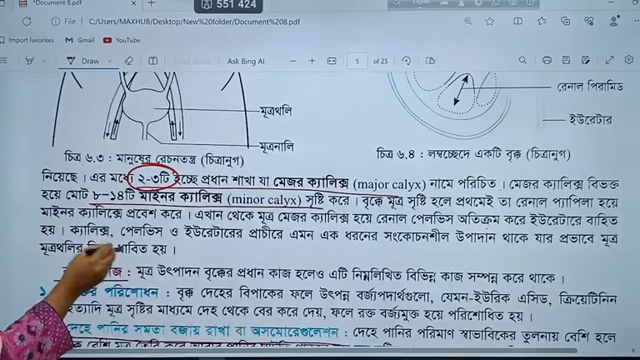 Document 8.pdf
551 424
C:/Users/MAXHUB/Desktop/New%20folder/Document%208.pdf
Import favorites
Gmail
YouTube
Draw
Read aloud
Ask Bing AI
5
of 25
মূত্রথলি
মূত্রনালি
রেনাল পিরামিড
ইউরেটার
চিত্র ৬.৩ : মানুষের রেচনতন্ত্র (চিত্রানুগ)
চিত্র ৬.৪ : লম্বচ্ছেদে একটি বৃক্ক (চিত্রানুগ)
নিয়েছে। এর মধ্যে ২-৩টি হচ্ছে প্রধান শাখা যা মেজর ক্যালিক্স (major calyx) নামে পরিচিত। মেজর ক্যালিক্স বিভক্ত
হয়ে মোট ৮-১৪টি মাইনর ক্যালিক্স (minor calyx) সৃষ্টি করে। বৃক্কে মূত্র সৃষ্টি হলে প্রথমেই তা রেনাল প্যাপিলা হয়ে
মাইনর ক্যালিক্সে প্রবেশ করে। এখান থেকে মূত্র মেজর ক্যালিক্স হয়ে রেনাল পেলভিস অতিক্রম করে ইউরেটারে বাহিত
হয়। ক্যালিক্স, পেলভিস ও ইউরেটারের প্রাচীরে এমন এক ধরনের সংকোচনশীল উপাদান থাকে যার প্রভাবে মূত্র
মূত্রথলির হয়।
কাজ : মূত্র উৎপাদন বৃক্কের প্রধান কাজ হলেও এটি নিম্নলিখিত বিভিন্ন কাজ সম্পন্ন করে থাকে।
পরিশোধন : বৃক্ক দেহের বিপাকের ফলে উৎপন্ন বর্জ্যপদার্থগুলো, যেমন-ইউরিক এসিড, ক্রিয়েটিনিন
ইত্যাদি মূত্র সৃষ্টির মাধ্যমে দেহ থেকে বের করে দেয়, ফলে রক্ত বর্জ্যমুক্ত হয়ে পরিশোধিত হয়।
দেহে পানির সমতা বজায় রাখা বা অসমোরেগুলেশন : দেহে পানির পরিমাণ স্বাভাবিকের তুলনায় বেশি হলে